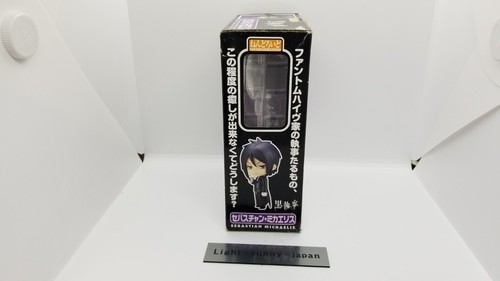 ねんどろいど
ファントムハイヴ家の執事たるもの、
この程度の癒しが出来なくてどうします?
黒執事
セバスチャン・ミカエリス
SEBASTIAN MICHAELIS
Light Sunny Japan